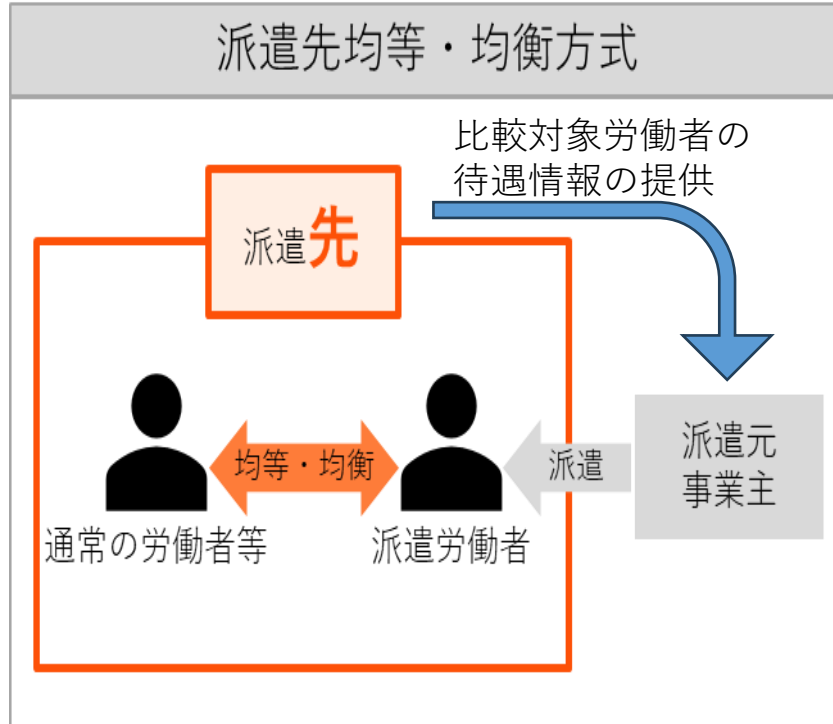 派遣先均等・均衡方式
比較対象労働者の
待遇情報の提供
派遣先
均等・均衡
派遣
派遣元
事業主
通常の労働者等
派遣労働者